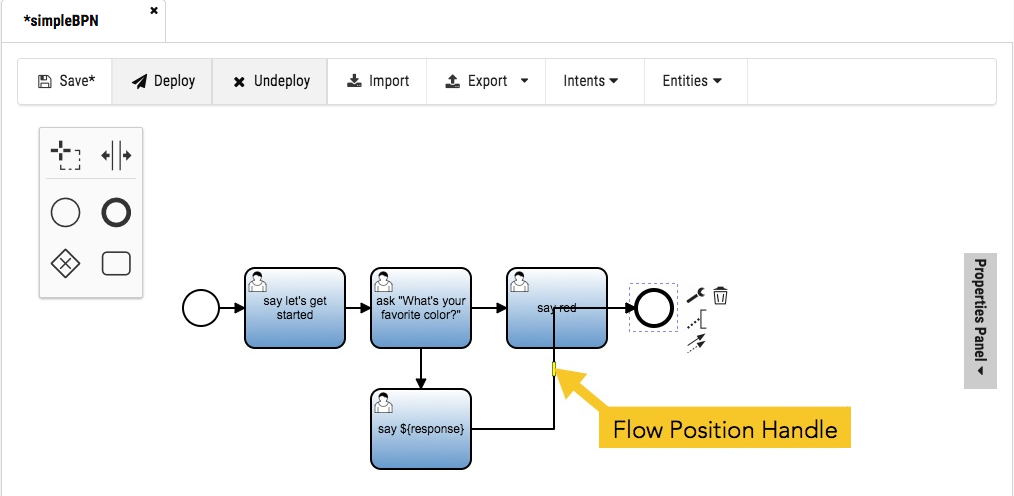 *simpleBPN
Save*
Deploy
Undeploy
Import
Export
Intents
Entities
say let's get
started
ask "What's your
favorite color?"
say red
say ${response}
Flow Position Handle
Properties Panel